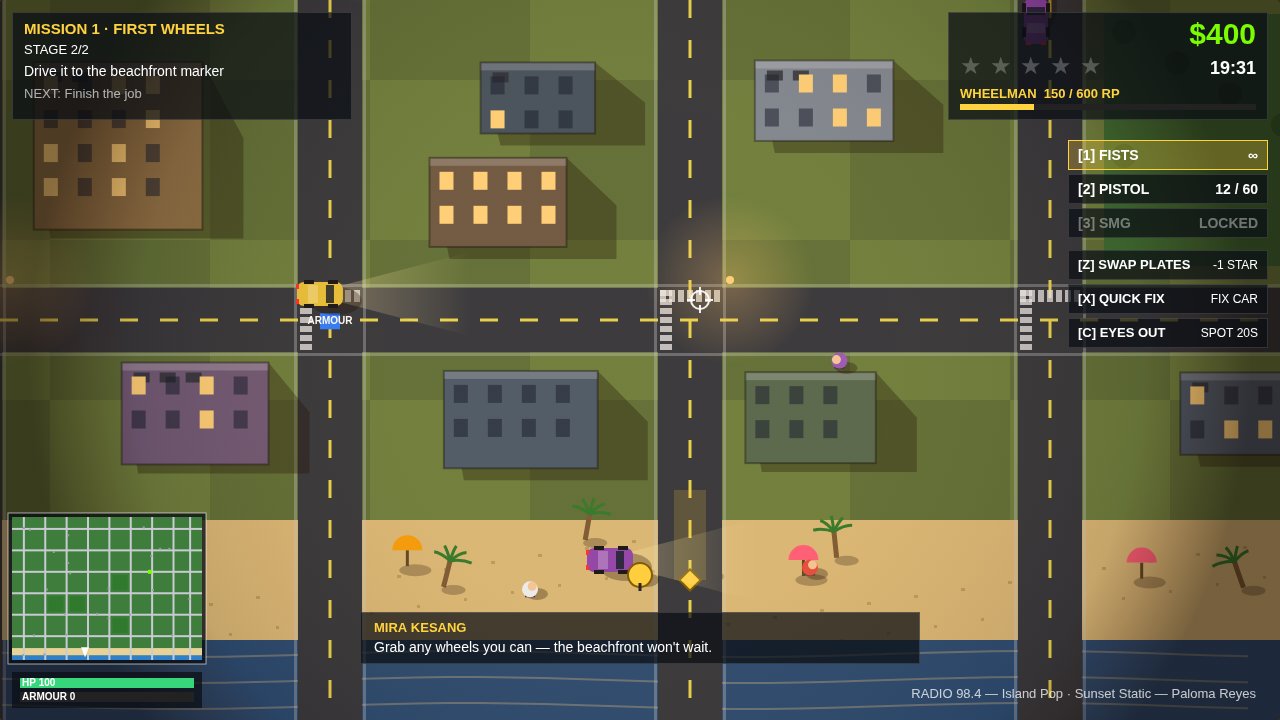 MISSION 1 · FIRST WHEELS
STAGE 2/2
Drive it to the beachfront marker
NEXT: Finish the job
$400
19:31
WHEELMAN 150 / 600 RP
[1] FISTS ∞
[2] PISTOL 12 / 60
[3] SMG LOCKED
[Z] SWAP PLATES -1 STAR
[X] QUICK FIX FIX CAR
[C] EYES OUT SPOT 20S
ARMOUR
MIRA KESANG
Grab any wheels you can — the beachfront won't wait.
HP 100
ARMOUR 0
RADIO 98.4 — Island Pop · Sunset Static — Paloma Reyes